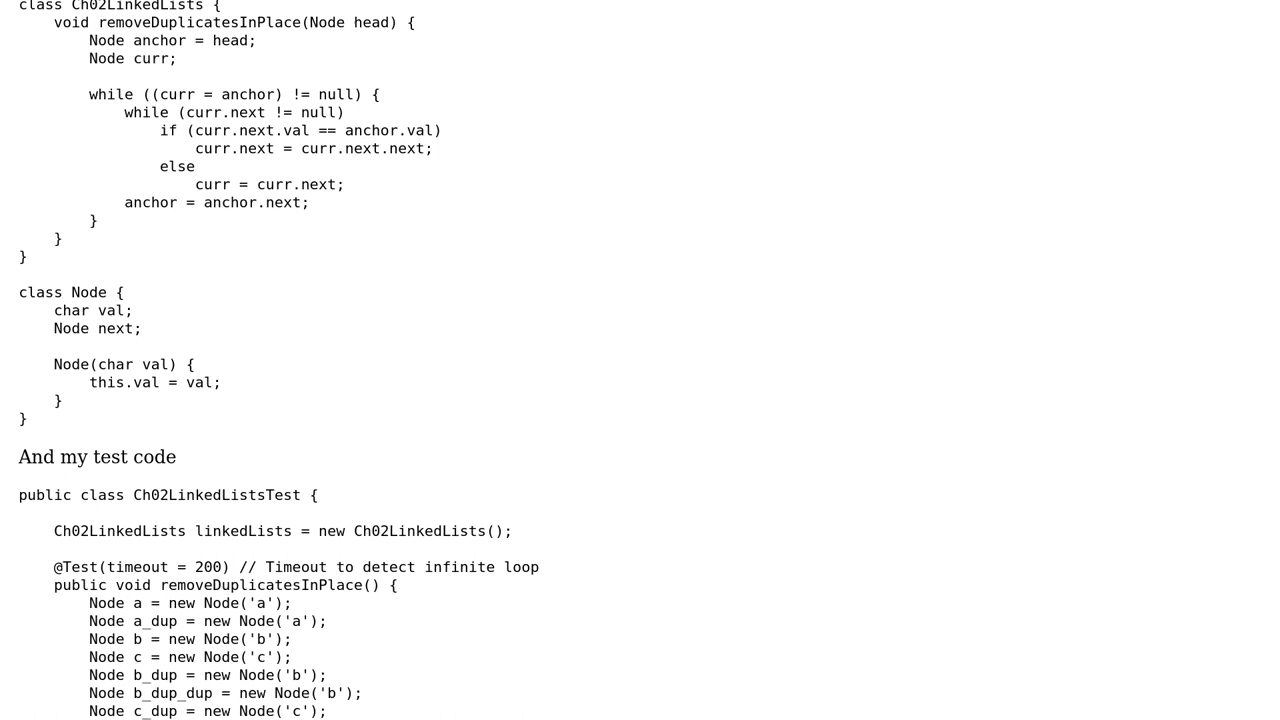 class Ch02LinkedLists {
    void removeDuplicatesInPlace(Node head) {
        Node anchor = head;
        Node curr;

        while ((curr = anchor) != null) {
            while (curr.next != null)
                if (curr.next.val == anchor.val)
                    curr.next = curr.next.next;
                else
                    curr = curr.next;
            anchor = anchor.next;
        }
    }
}

class Node {
    char val;
    Node next;

    Node(char val) {
        this.val = val;
    }
}

And my test code

public class Ch02LinkedListsTest {

    Ch02LinkedLists linkedLists = new Ch02LinkedLists();

    @Test(timeout = 200) // Timeout to detect infinite loop
    public void removeDuplicatesInPlace() {
        Node a = new Node('a');
        Node a_dup = new Node('a');
        Node b = new Node('b');
        Node c = new Node('c');
        Node b_dup = new Node('b');
        Node b_dup_dup = new Node('b');
        Node c_dup = new Node('c');